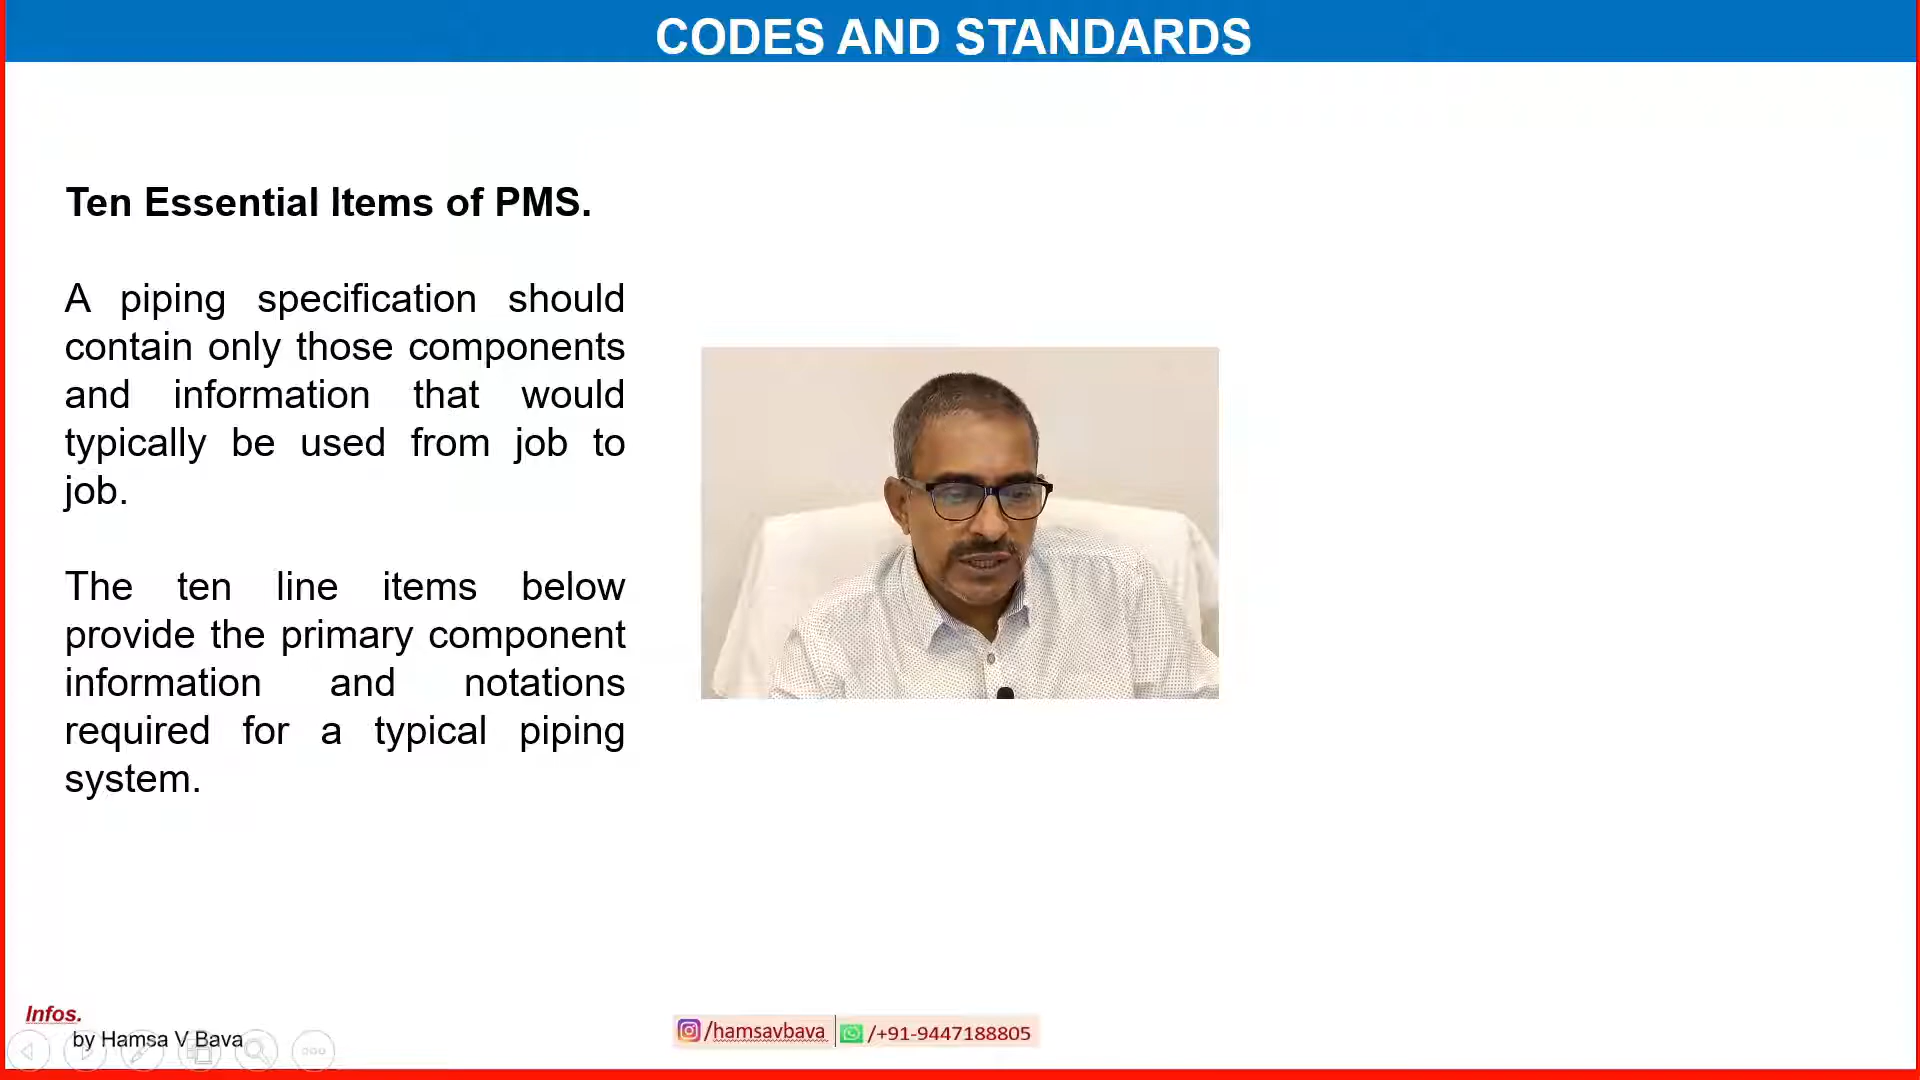 CODES AND STANDARDS
Ten Essential Items of PMS.
A piping specification should
contain only those components
and information that would
typically be used from job to
job.
The ten line items below
provide the primary component
information and notations
required for a typical piping
system.
Infos.
by Hamsa V Bava
/hamsavbava
/+91-9447188805